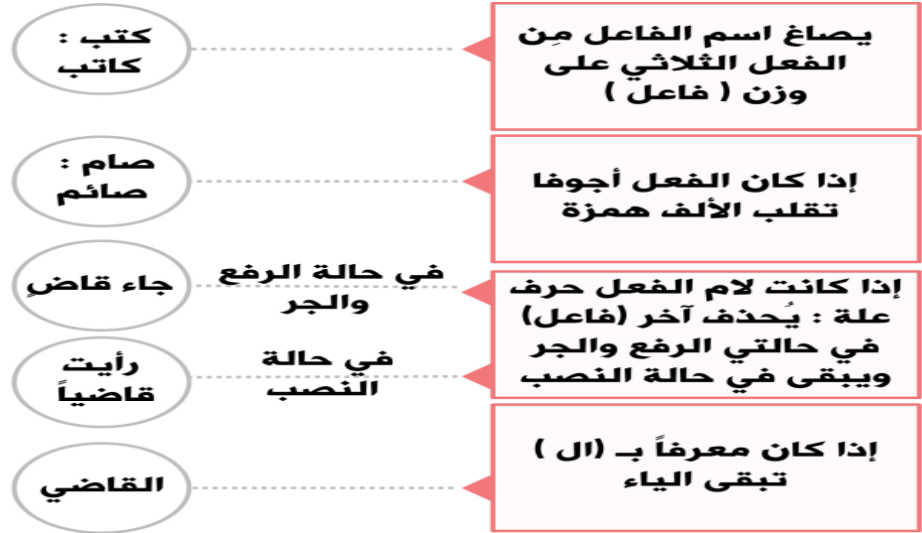 يصاغ اسم الفاعل مِن
الفعل الثلاثي على
وزن ( فاعل )
كتب :
كاتب
إذا كان الفعل أجوفا
تقلب الألف همزة
صام :
صائم
إذا كانت لام الفعل حرف
علة : يُحذف آخر (فاعل)
في حالتي الرفع والجر
ويبقى في حالة النصب
في حالة الرفع
والجر
جاء قاضٍ
في حالة
النصب
رأيت
قاضياً
إذا كان معرفاً بـ (ال )
تبقى الياء
القاضي